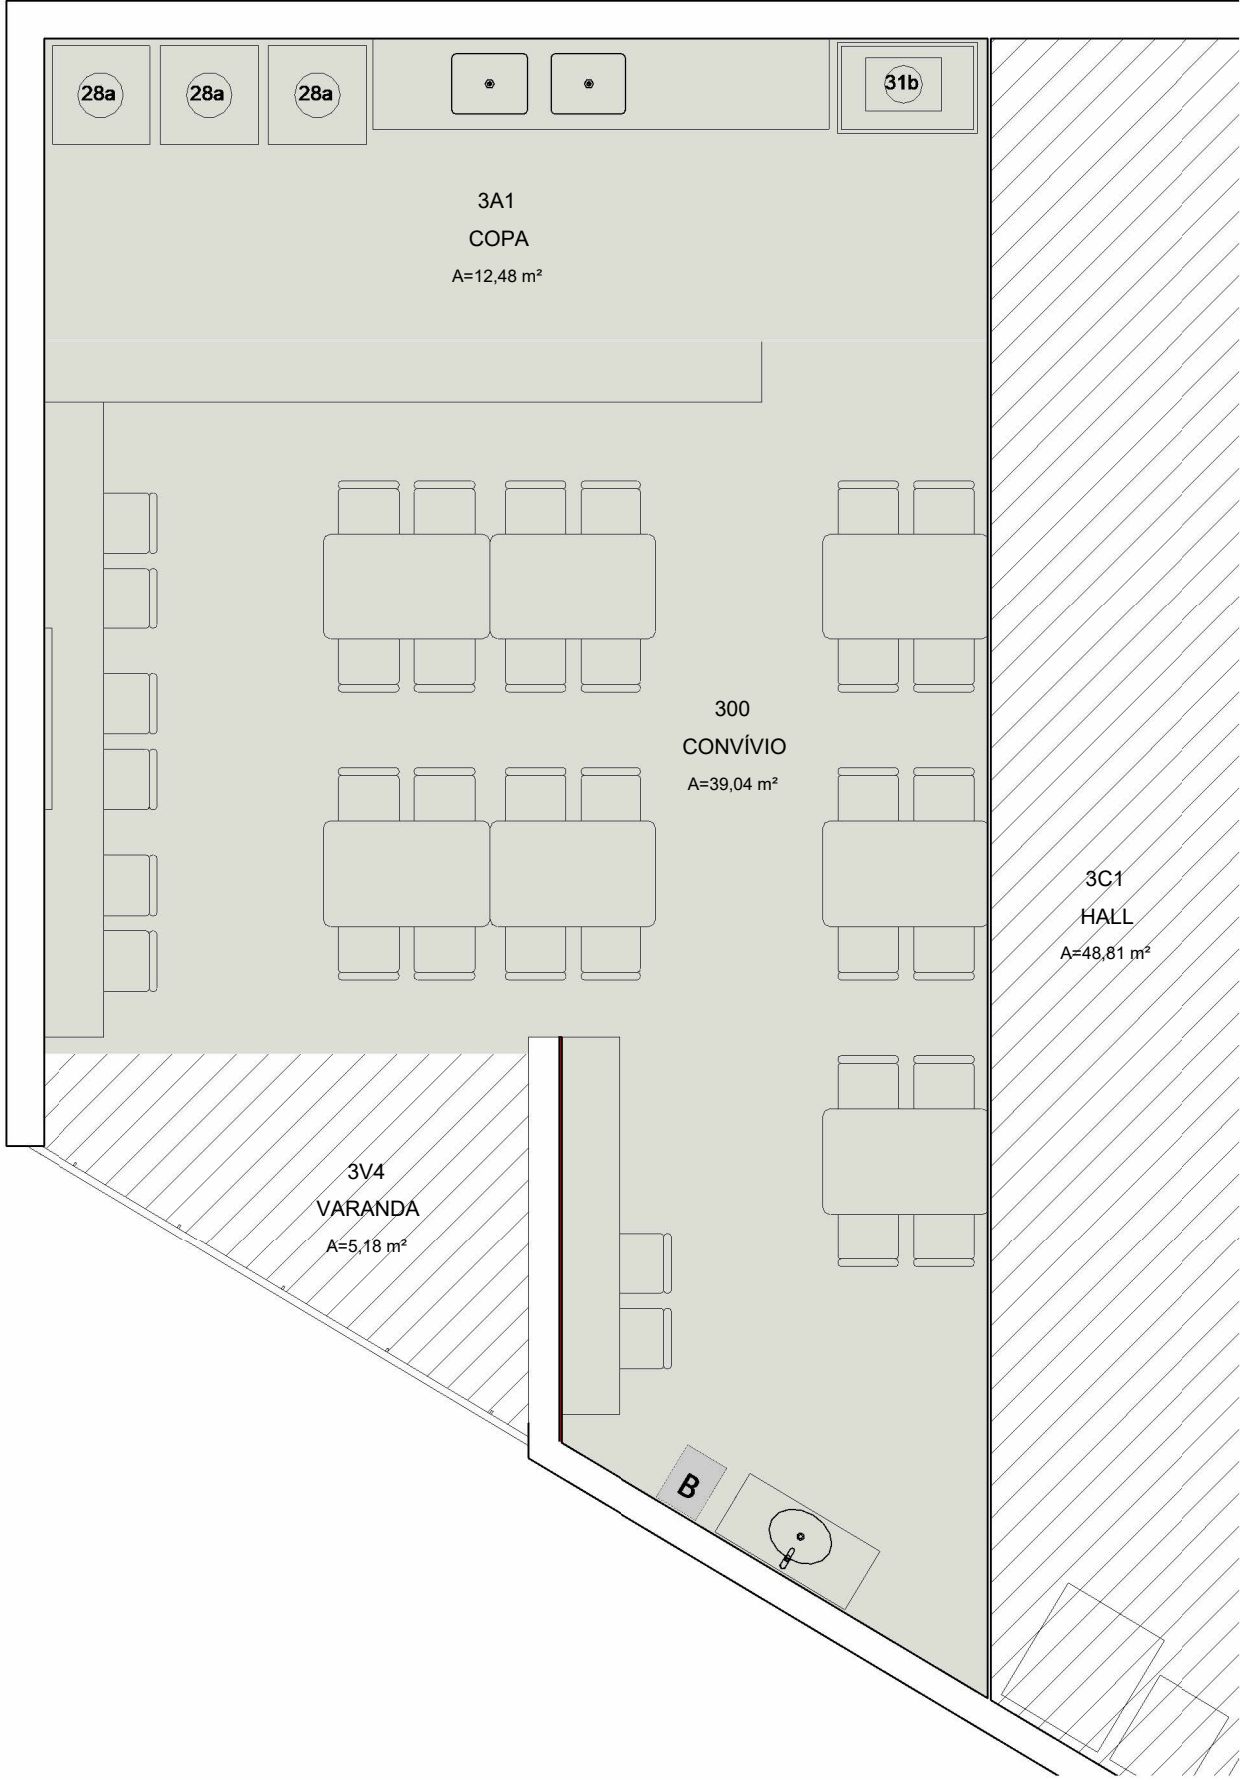 28a
28a
28a
31b
3A1
COPA
A=12,48 m²
300
CONVÍVIO
A=39,04 m²
3C1
HALL
A=48,81 m²
3V4
VARANDA
A=5,18 m²
B